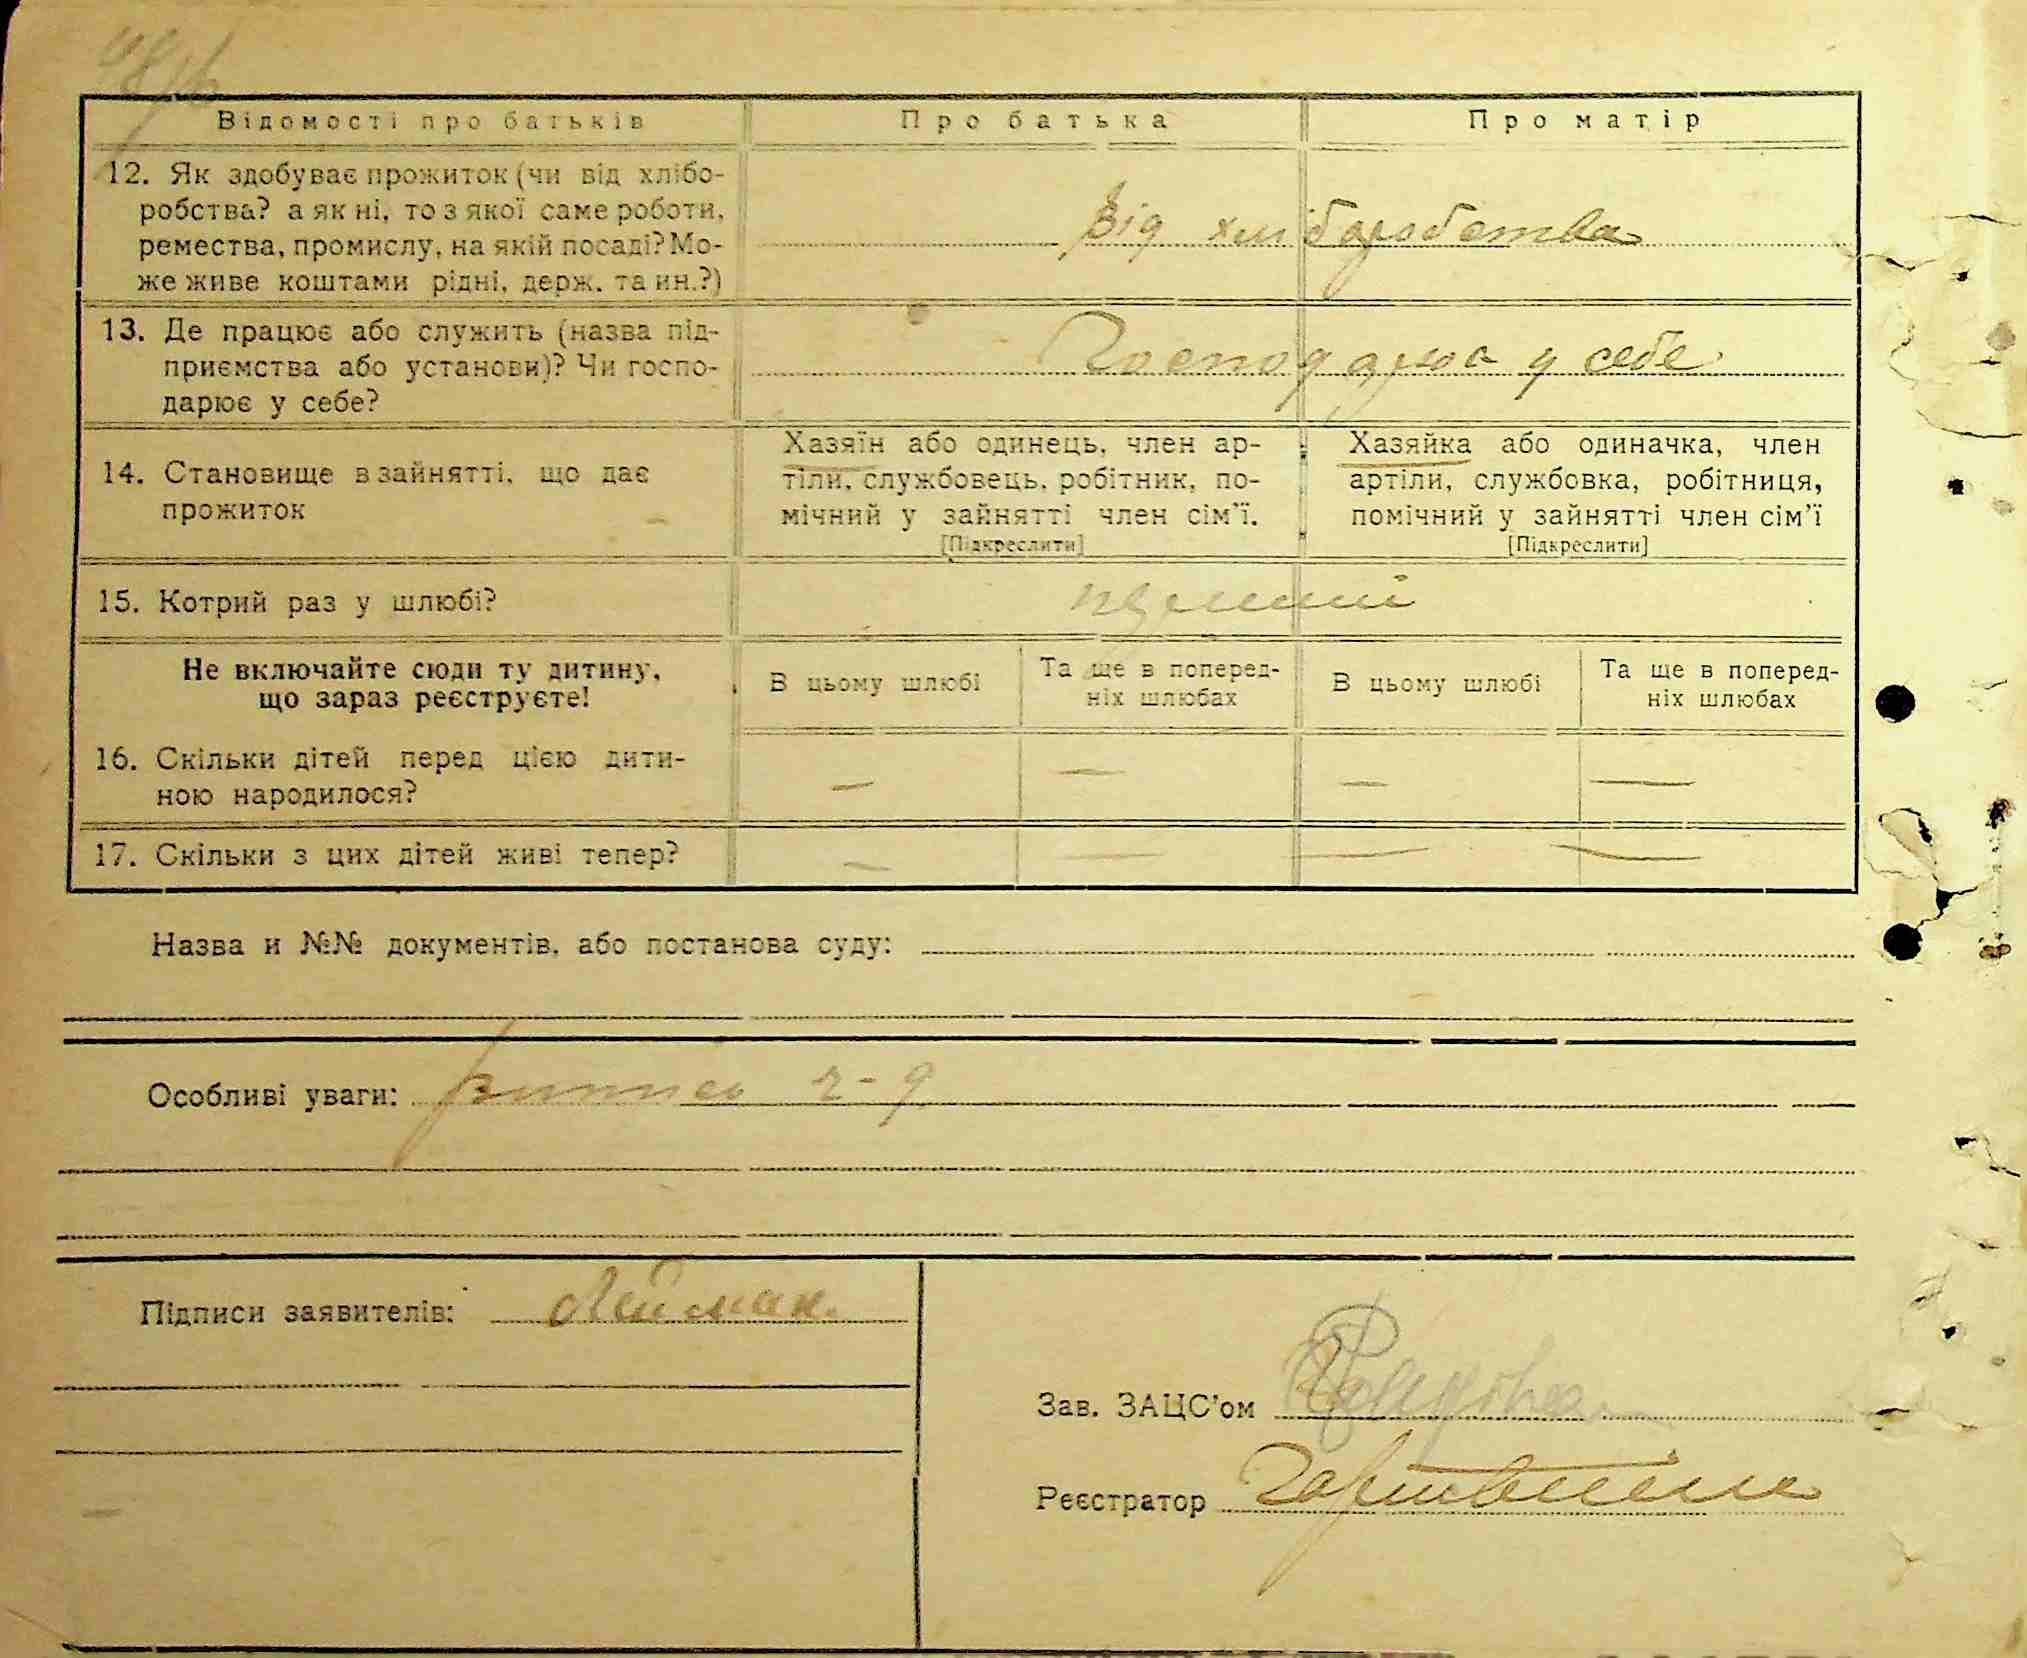 Відомості про батьків
Про батька
Про матір
12. Як здобуває прожиток (чи від хлібо-
робства? а як ні, то з якої саме роботи,
ремества, промислу, на якій посаді? Мо-
же живе коштами рідні, держ. та ин.?)
Від хліборобства
13. Де працює або служить (назва під-
приємства або установи)? Чи госпо-
дарює у себе?
Господарює у себе
14. Становище в зайнятті, що дає
прожиток
Хазяїн або одинець, член ар-
тіли, службовець, робітник, по-
мічний у зайнятті член сім'ї.
[Підкреслити]
Хазяйка або одиначка, член
артіли, службовка, робітниця,
помічний у зайнятті член сім'ї
[Підкреслити]
15. Котрий раз у шлюбі?
Не включайте сюди ту дитину,
що зараз реєструєте!
В цьому шлюбі
Та ще в поперед-
ніх шлюбах
В цьому шлюбі
Та ще в поперед-
ніх шлюбах
16. Скільки дітей перед цією дити-
ною народилося?
— — — —
17. Скільки з цих дітей живі тепер?
— — — —
Назва и №№ документів, або постанова суду:
Особливі уваги:
Підписи заявителів:
Зав. ЗАЦС'ом
Реєстратор